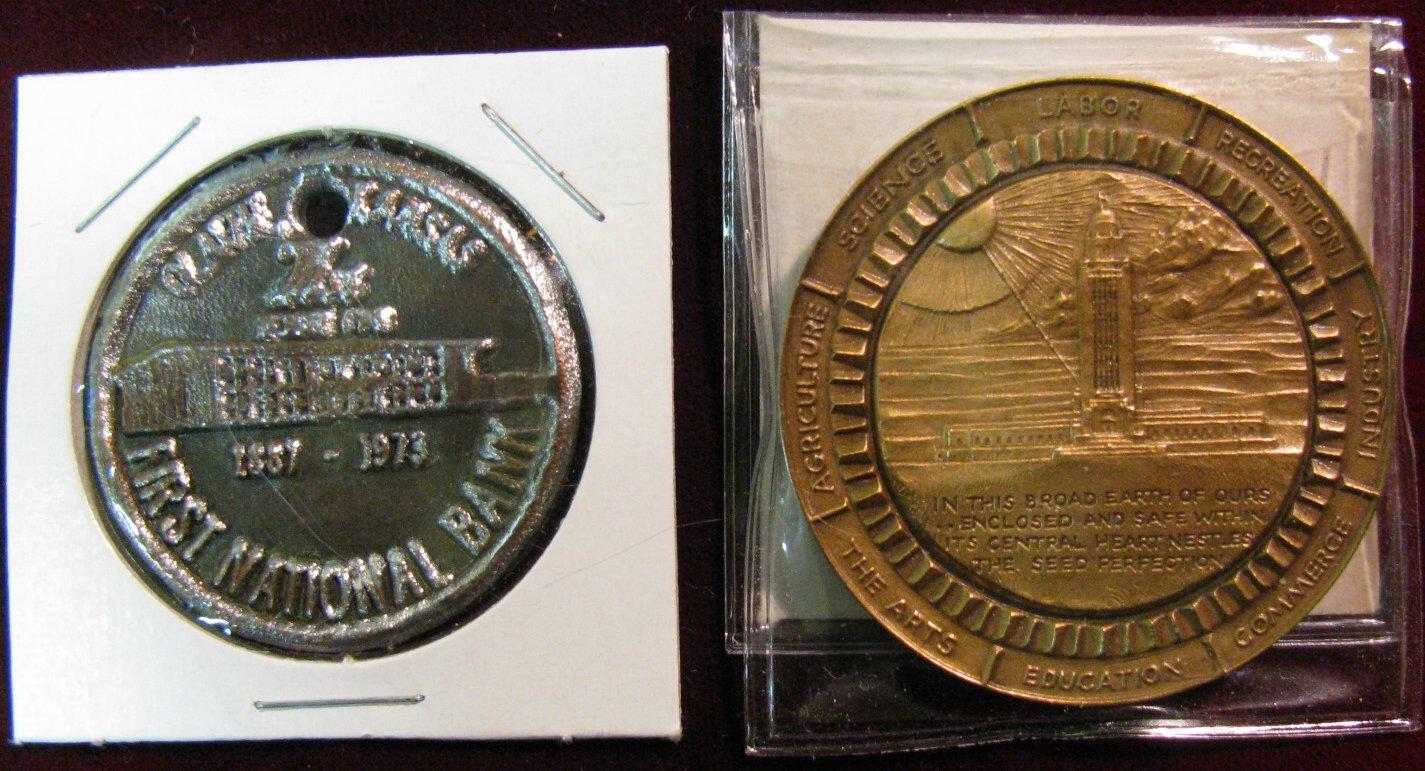 1887 - 1973
FIRST NATIONAL BANK
AGRICULTURE
SCIENCE
LABOR
RECREATION
INDUSTRY
COMMERCE
EDUCATION
THE ARTS
IN THIS BROAD EARTH OF OURS
..ENCLOSED AND SAFE WITHIN
ITS CENTRAL HEART NESTLES
THE SEED PERFECTION